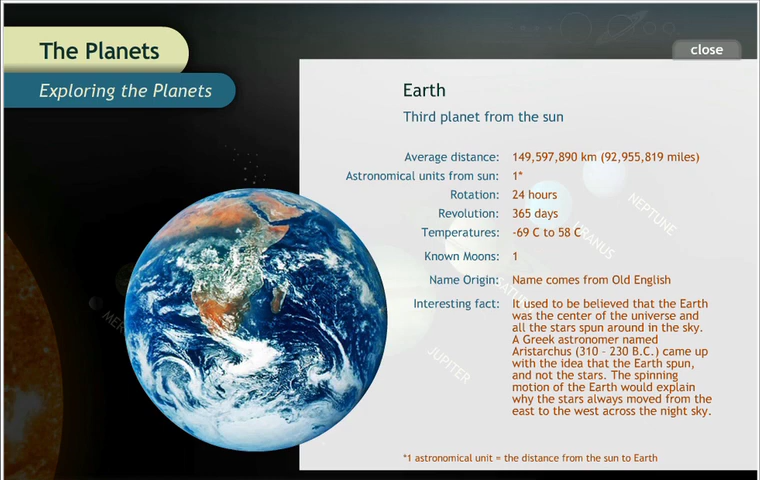 The Planets
Exploring the Planets
close
Earth
Third planet from the sun
Average distance: 149,597,890 km (92,955,819 miles)
Astronomical units from sun: 1*
Rotation: 24 hours
Revolution: 365 days
Temperatures: -69 C to 58 C
Known Moons: 1
Name Origin: Name comes from Old English
Interesting fact: It used to be believed that the Earth
was the center of the universe and
all the stars spun around in the sky.
A Greek astronomer named
Aristarchus (310 - 230 B.C.) came up
with the idea that the Earth spun,
and not the stars. The spinning
motion of the Earth would explain
why the stars always moved from the
east to the west across the night sky.
*1 astronomical unit = the distance from the sun to Earth
NEPTUNE
URANUS
JUPITER